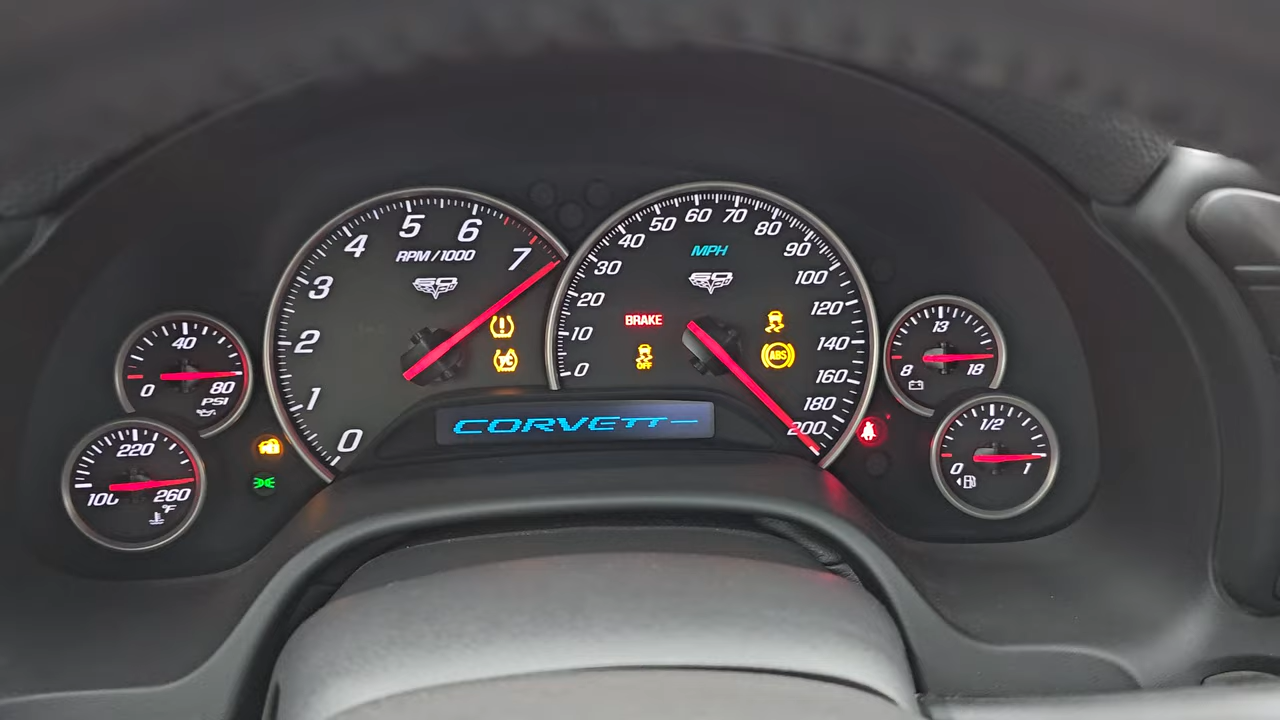 0 1 2 3 4 5 6 7
RPM/1000
60
0 10 20 30 40 50 60 70 80 90 100 120 140 160 180 200
MPH
60
BRAKE
OFF
ABS
CORVETT
0 40 80
PSI
100 220 260
°F
8 13 18
0 1/2 1